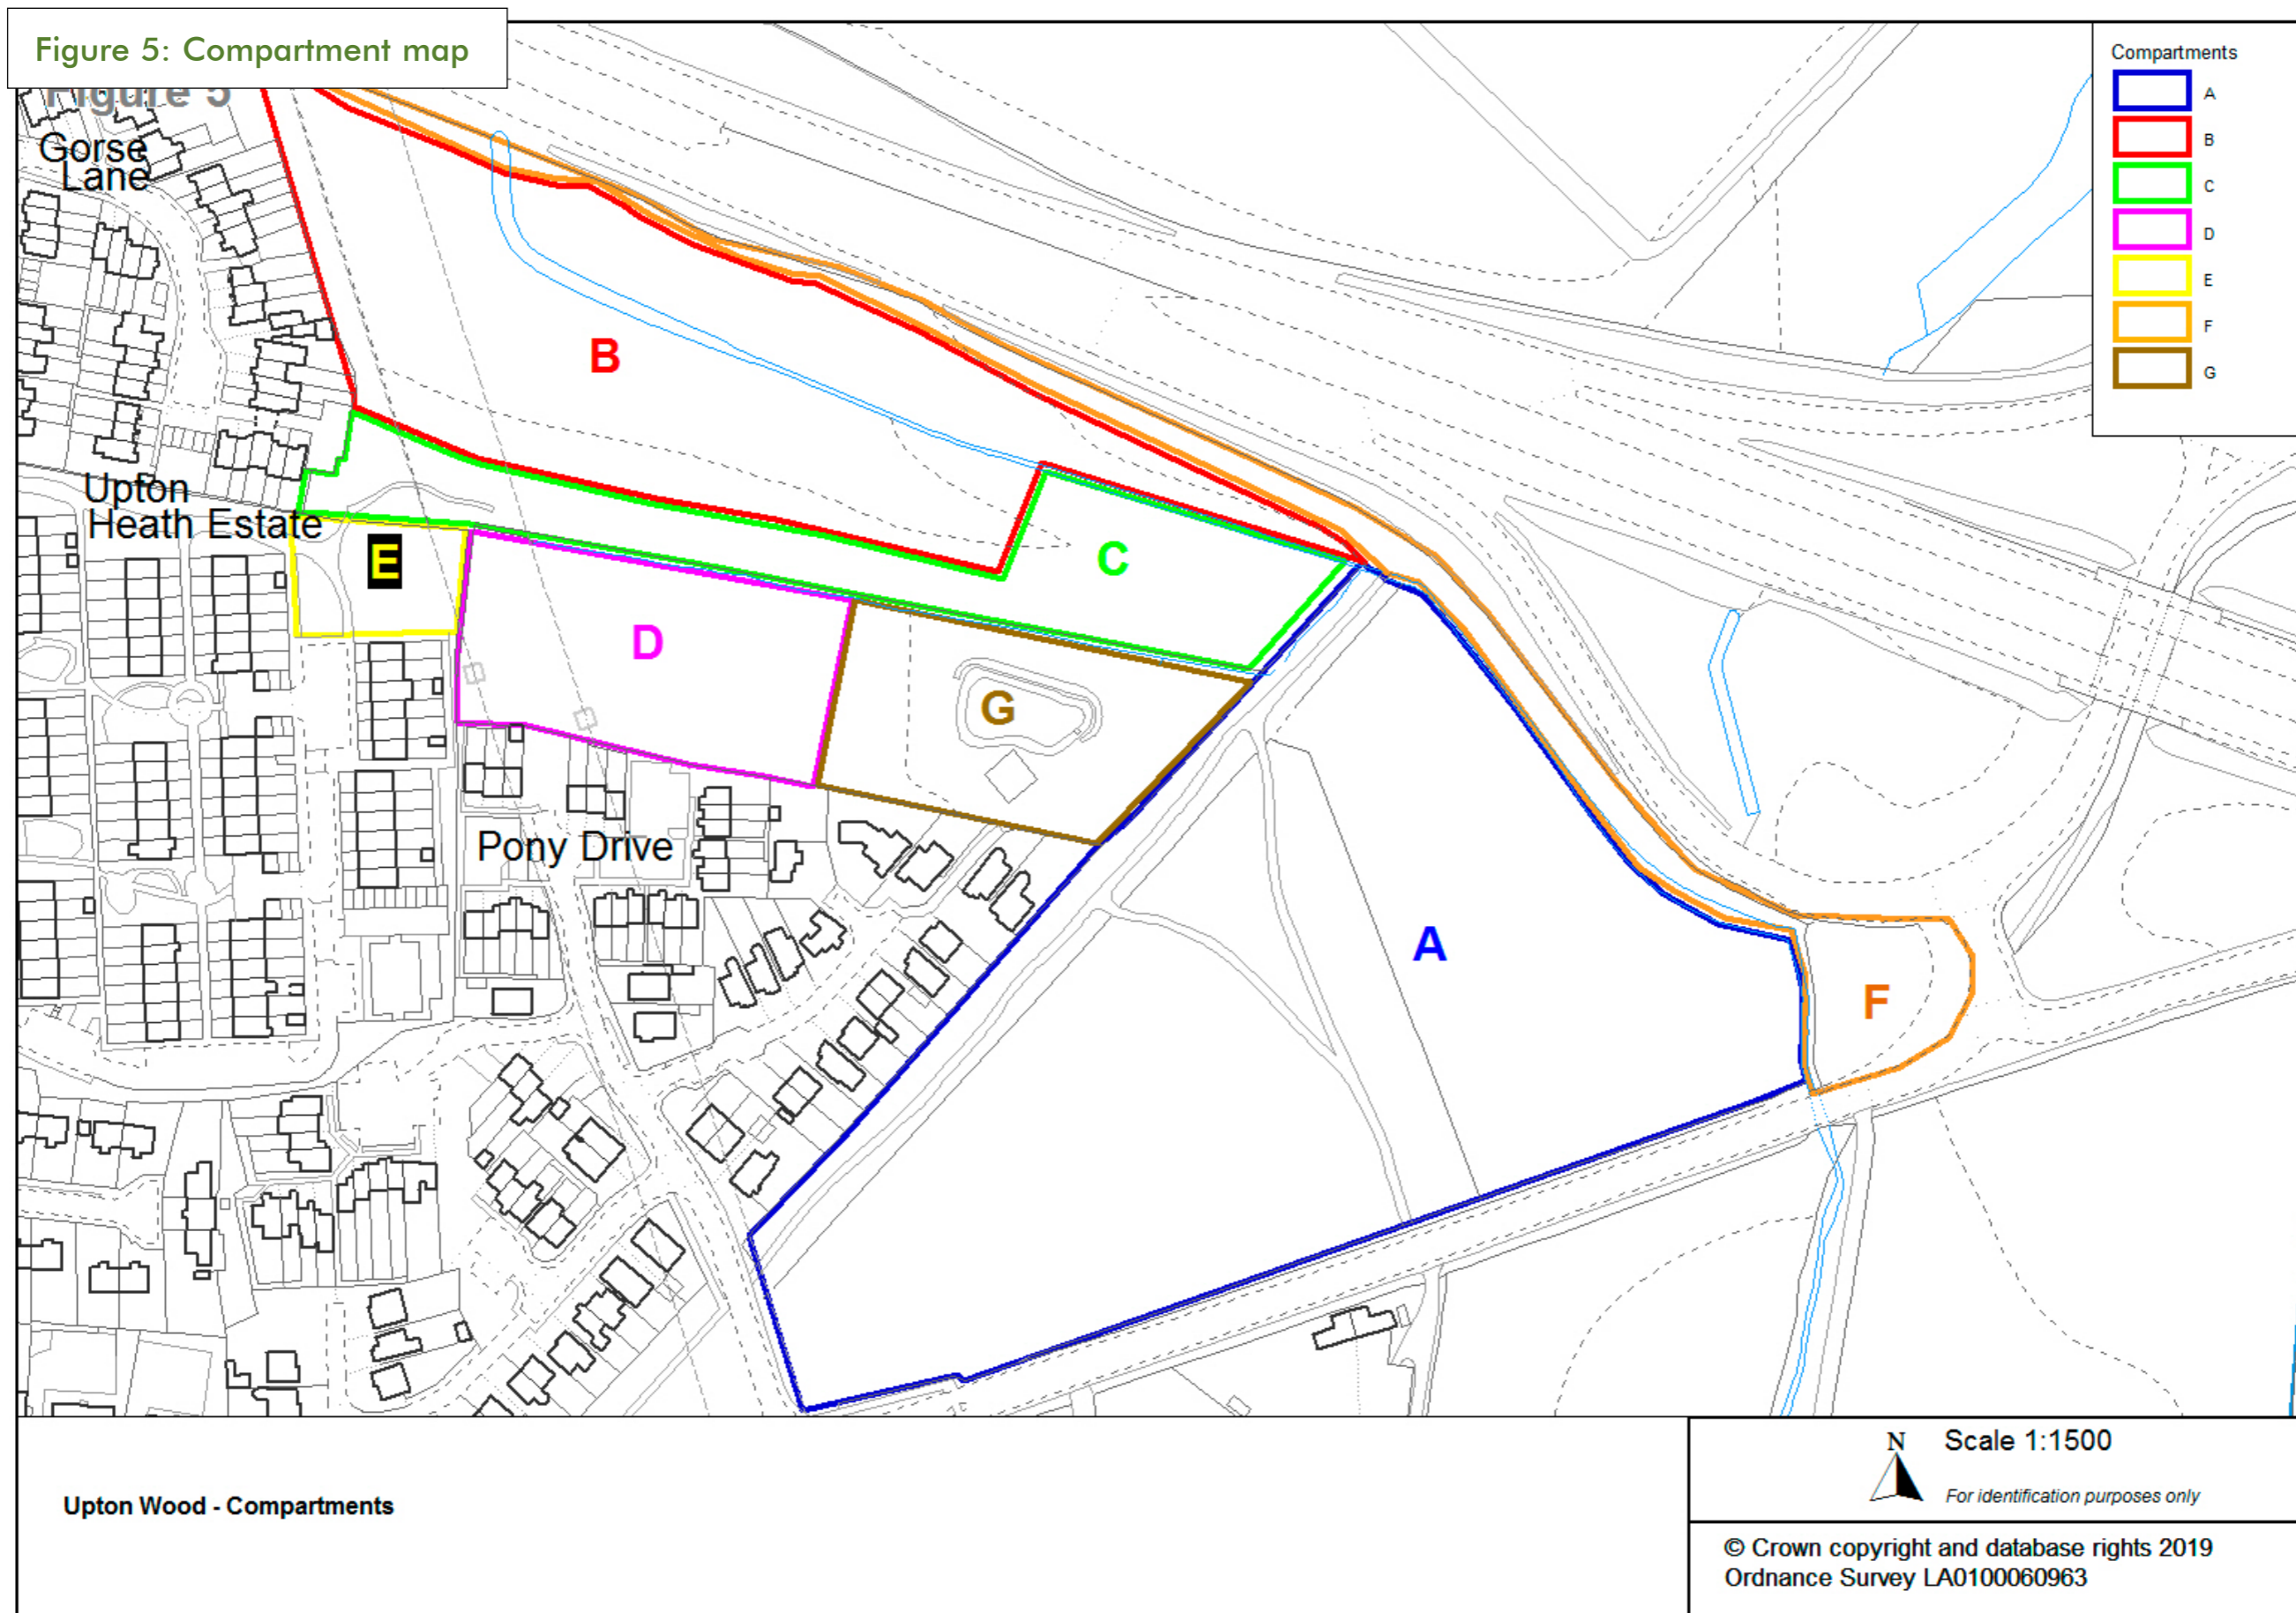 Figure 5: Compartment map
Figure 5
Compartments
A
B
C
D
E
F
G
Gorse
Lane
Upton
Heath Estate
B
C
E
D
G
Pony Drive
A
F
Upton Wood - Compartments
N
Scale 1:1500
For identification purposes only
© Crown copyright and database rights 2019
Ordnance Survey LA0100060963